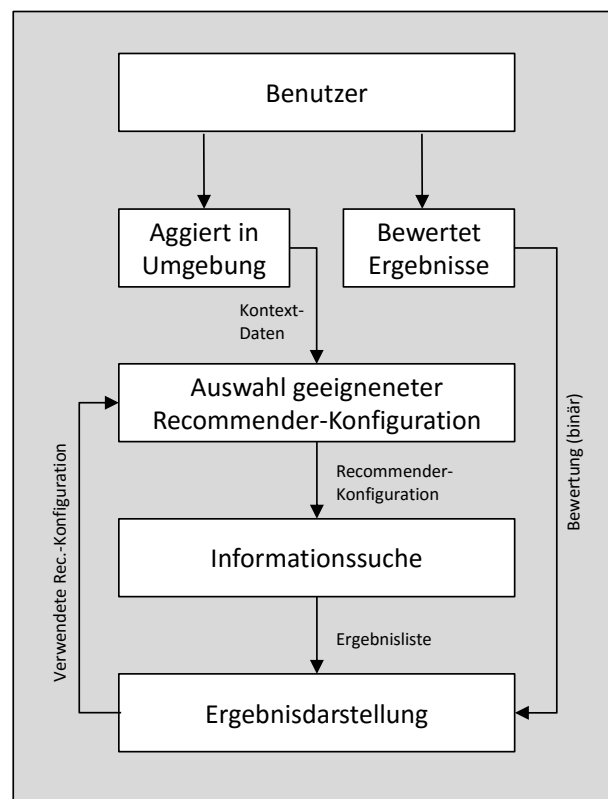 Benutzer
Aggiert in
Umgebung
Bewertet
Ergebnisse
Kontext-
Daten
Auswahl geeigneneter
Recommender-Konfiguration
Recommender-
Konfiguration
Informationssuche
Ergebnisliste
Ergebnisdarstellung
Verwendete Rec.-Konfiguration
Bewertung (binär)